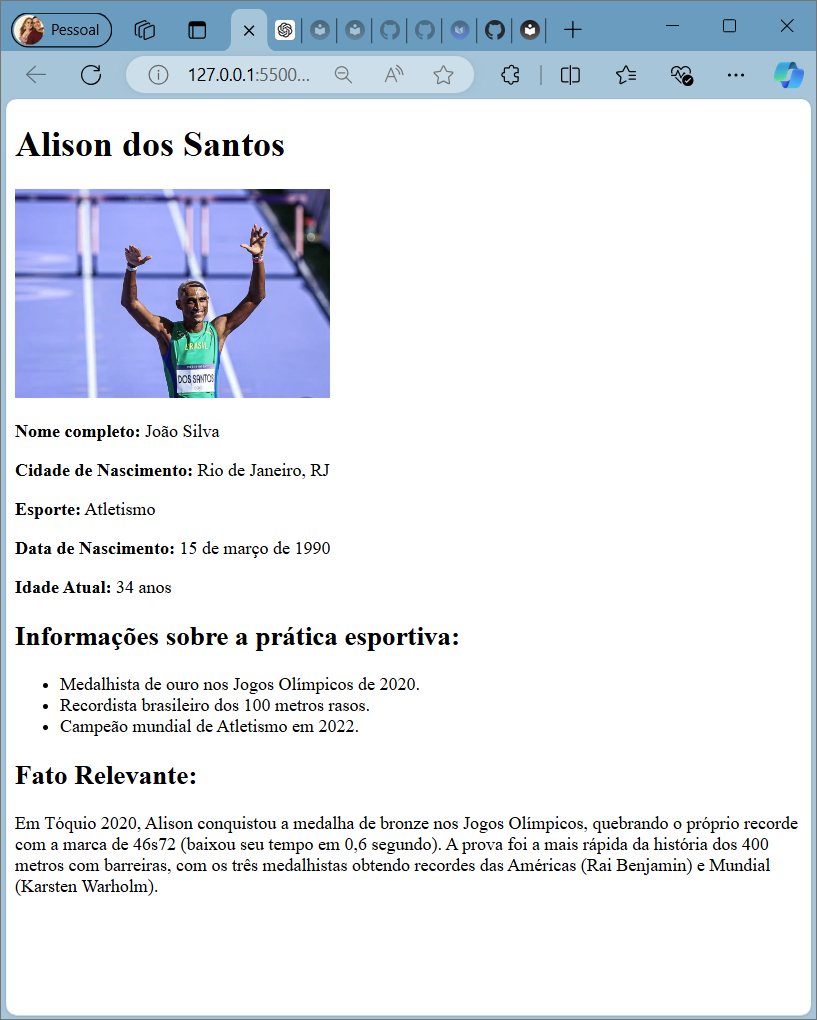 Pessoal
127.0.0.1:5500...
Alison dos Santos
BRASIL
DOS SANTOS
Nome completo: João Silva
Cidade de Nascimento: Rio de Janeiro, RJ
Esporte: Atletismo
Data de Nascimento: 15 de março de 1990
Idade Atual: 34 anos
Informações sobre a prática esportiva:
• Medalhista de ouro nos Jogos Olímpicos de 2020.
• Recordista brasileiro dos 100 metros rasos.
• Campeão mundial de Atletismo em 2022.
Fato Relevante:
Em Tóquio 2020, Alison conquistou a medalha de bronze nos Jogos Olímpicos, quebrando o próprio recorde
com a marca de 46s72 (baixou seu tempo em 0,6 segundo). A prova foi a mais rápida da história dos 400
metros com barreiras, com os três medalhistas obtendo recordes das Américas (Rai Benjamin) e Mundial
(Karsten Warholm).